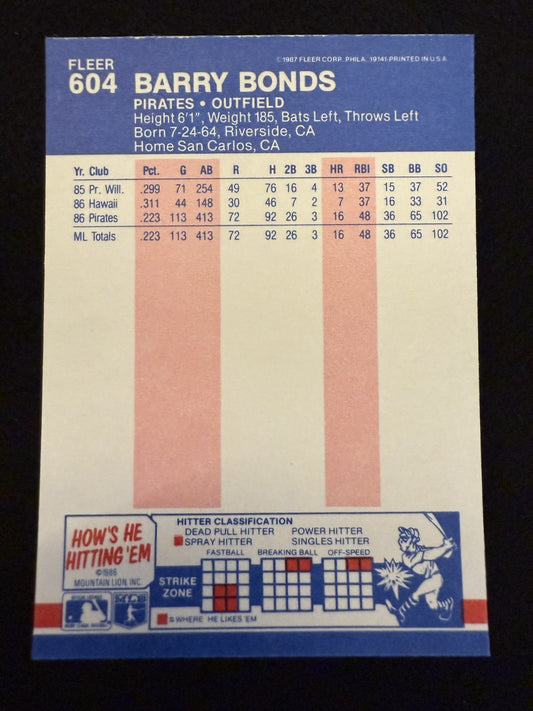 FLEER
604 BARRY BONDS
© 1987 FLEER CORP. PHILA. 19141-PRINTED IN U.S.A.
PIRATES • OUTFIELD
Height 6'1", Weight 185, Bats Left, Throws Left
Born 7-24-64, Riverside, CA
Home San Carlos, CA
Yr. Club Pct. G AB R H 2B 3B HR RBI SB BB SO
85 Pr. Will. .299 71 254 49 76 16 4 13 37 15 37 52
86 Hawaii .311 44 148 30 46 7 2 7 37 16 33 31
86 Pirates .223 113 413 72 92 26 3 16 48 36 65 102
ML Totals .223 113 413 72 92 26 3 16 48 36 65 102
HOW'S HE
HITTING 'EM
©1986
MOUNTAIN LION, INC.
HITTER CLASSIFICATION
DEAD PULL HITTER POWER HITTER
SPRAY HITTER SINGLES HITTER
FASTBALL BREAKING BALL OFF-SPEED
STRIKE
ZONE
IS WHERE HE LIKES 'EM